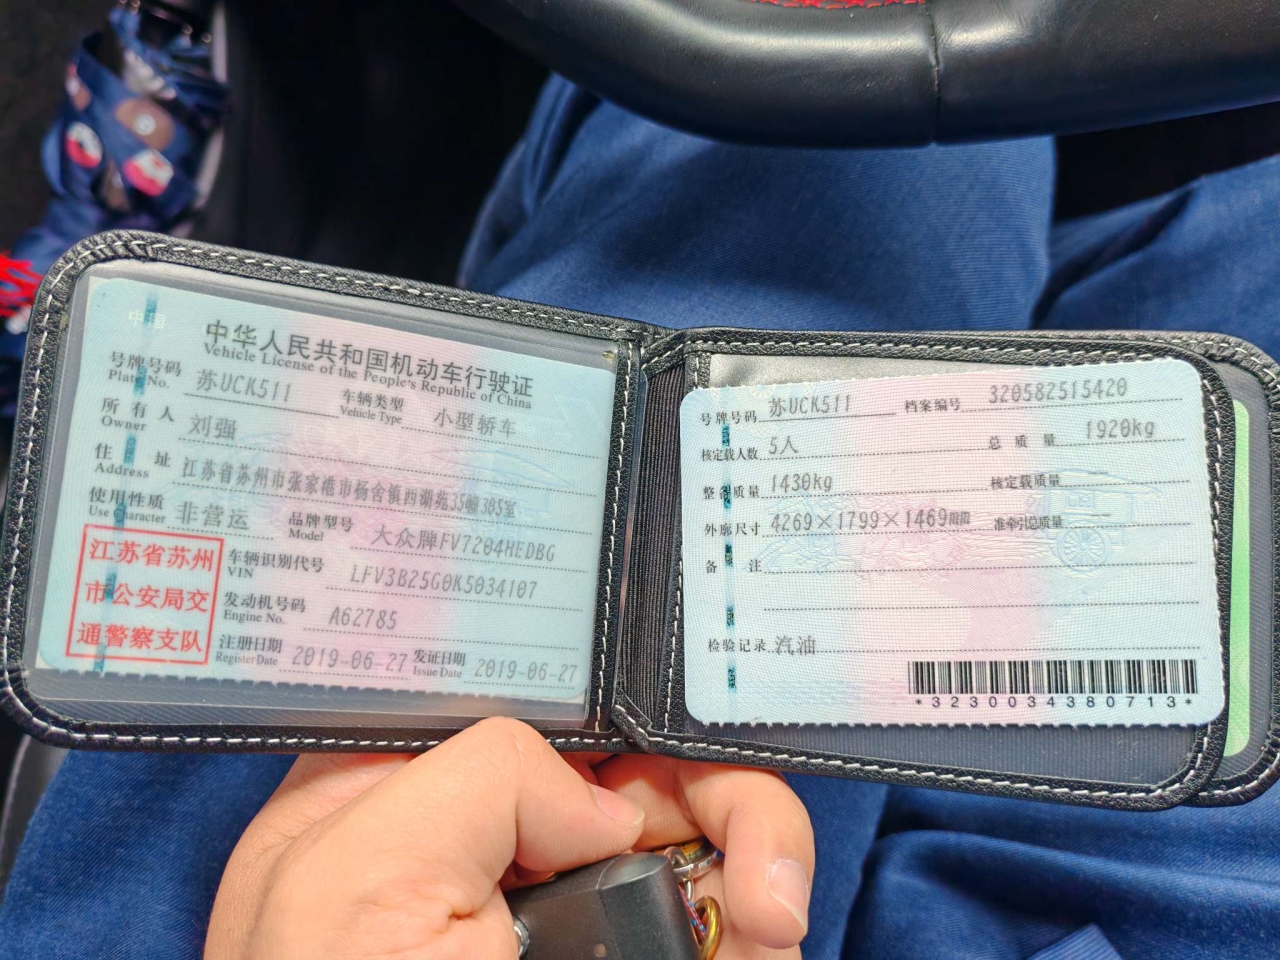 中国
中华人民共和国机动车行驶证
Vehicle License of the People's Republic of China
号牌号码 苏UCK511 车辆类型 小型轿车
Plate No. Vehicle Type
所有人 刘强
Owner
住址 江苏省苏州市张家港市杨舍镇西湖苑35幢305室
Address
使用性质 非营运 品牌型号 大众牌FV7204HEDBG
Use Character Model
江苏省苏州
市公安局交
通警察支队
车辆识别代号 LFV3B25G0K5034107
VIN
发动机号码 A62785
Engine No.
注册日期 2019-06-27 发证日期 2019-06-27
Register Date Issue Date
号牌号码 苏UCK511 档案编号 320582515420
核定载人数 5人 总质量 1920kg
整备质量 1430kg 核定载质量
外廓尺寸 4269×1799×1469mm 准牵引总质量
备注
检验记录 汽油
*3230034380713*